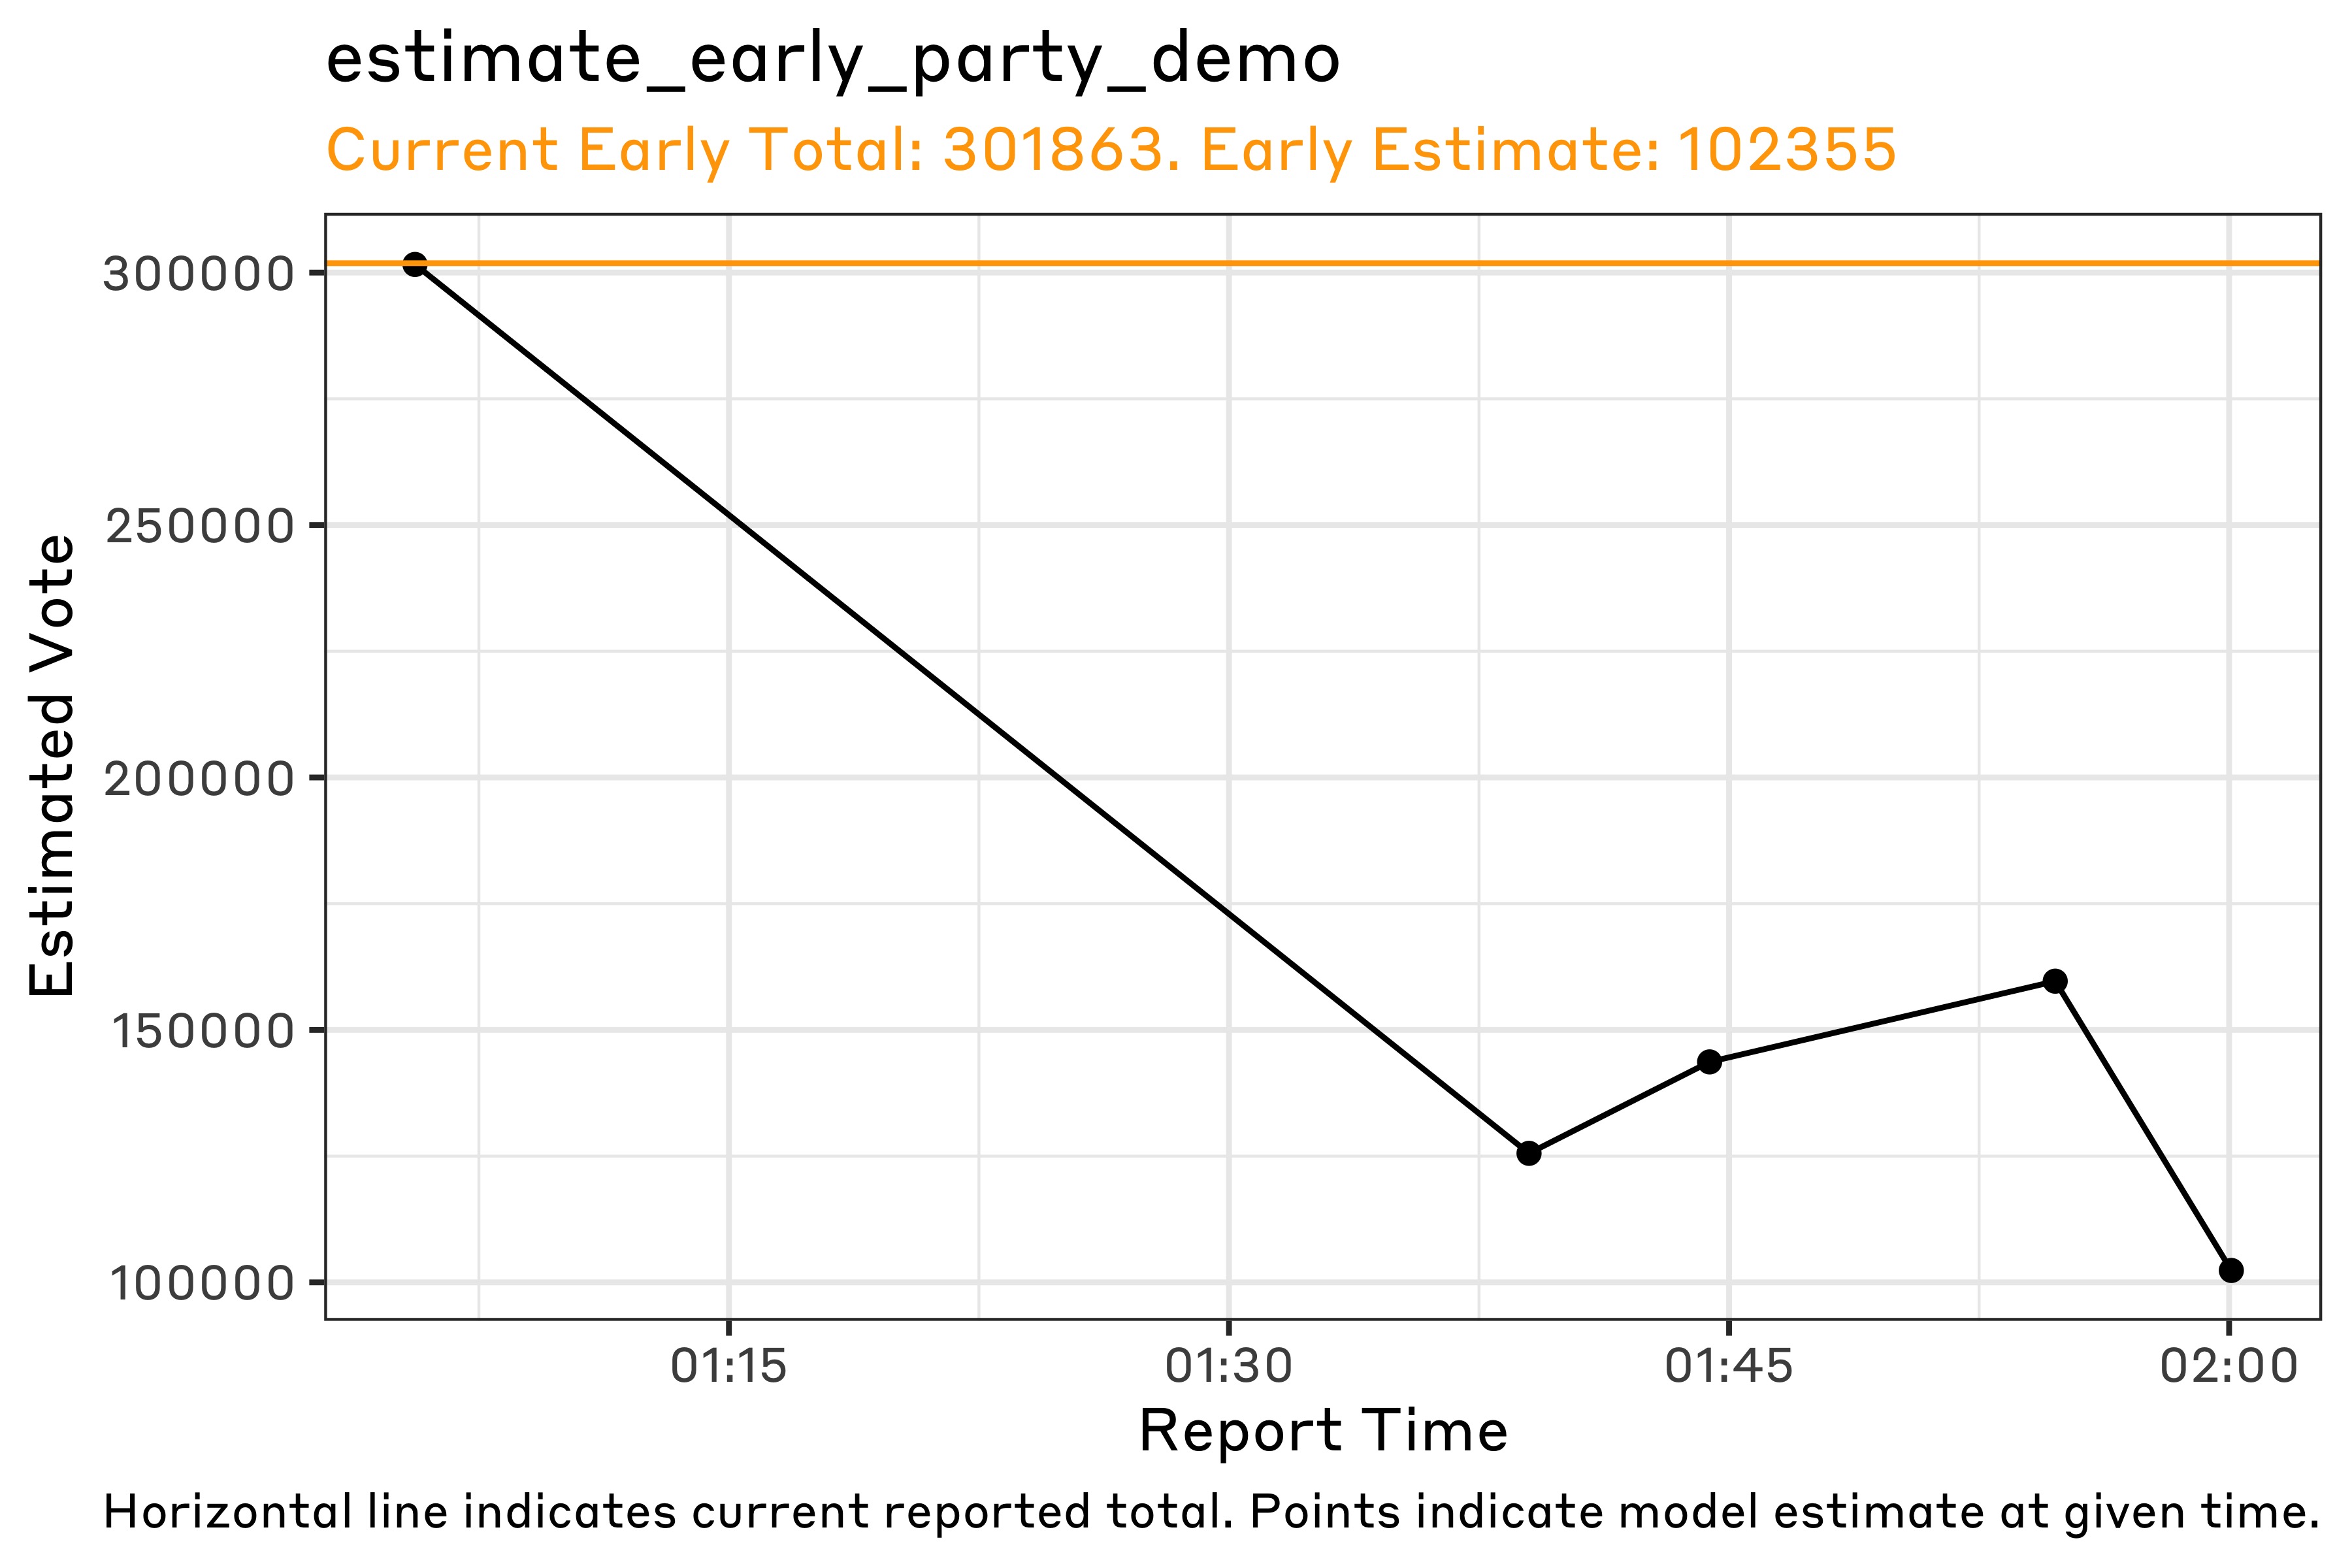 estimate_early_party_demo
Current Early Total: 301863. Early Estimate: 102355
Estimated Vote
300000
250000
200000
150000
100000
01:15 01:30 01:45 02:00
Report Time
Horizontal line indicates current reported total. Points indicate model estimate at given time.